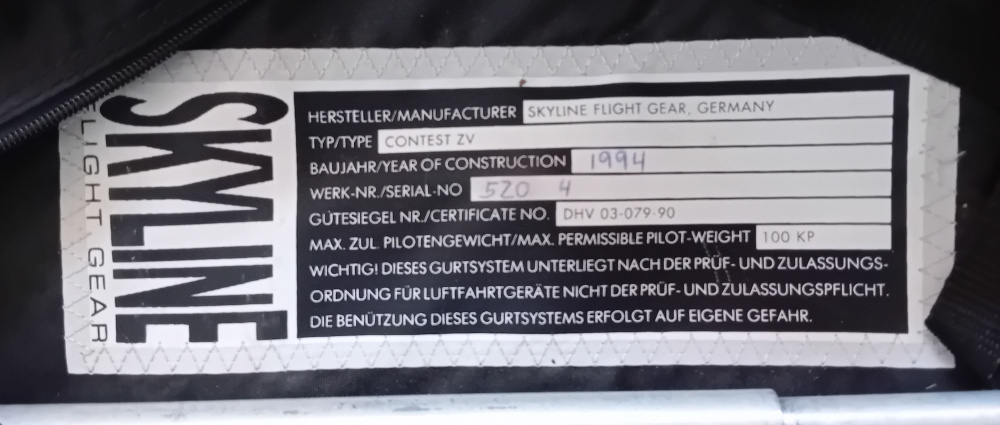 SKYLINE
FLIGHT GEAR
HERSTELLER/MANUFACTURER SKYLINE FLIGHT GEAR, GERMANY
TYP/TYPE CONTEST ZV
BAUJAHR/YEAR OF CONSTRUCTION 1994
WERK-NR./SERIAL-NO 520 4
GÜTESIEGEL NR./CERTIFICATE NO. DHV 03-079-90
MAX. ZUL. PILOTENGEWICHT/MAX. PERMISSIBLE PILOT-WEIGHT 100 KP
WICHTIG! DIESES GURTSYSTEM UNTERLIEGT NACH DER PRÜF- UND ZULASSUNGS-
ORDNUNG FÜR LUFTFAHRTGERÄTE NICHT DER PRÜF- UND ZULASSUNGSPFLICHT.
DIE BENÜTZUNG DIESES GURTSYSTEMS ERFOLGT AUF EIGENE GEFAHR.